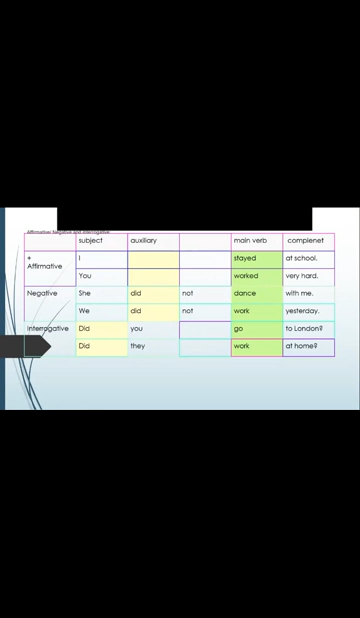 Affirmative/ Negative and Interrogative
subject auxiliary main verb complenet
+
Affirmative I stayed at school.
You worked very hard.
Negative She did not dance with me.
We did not work yesterday.
Interrogative Did you go to London?
Did they work at home?